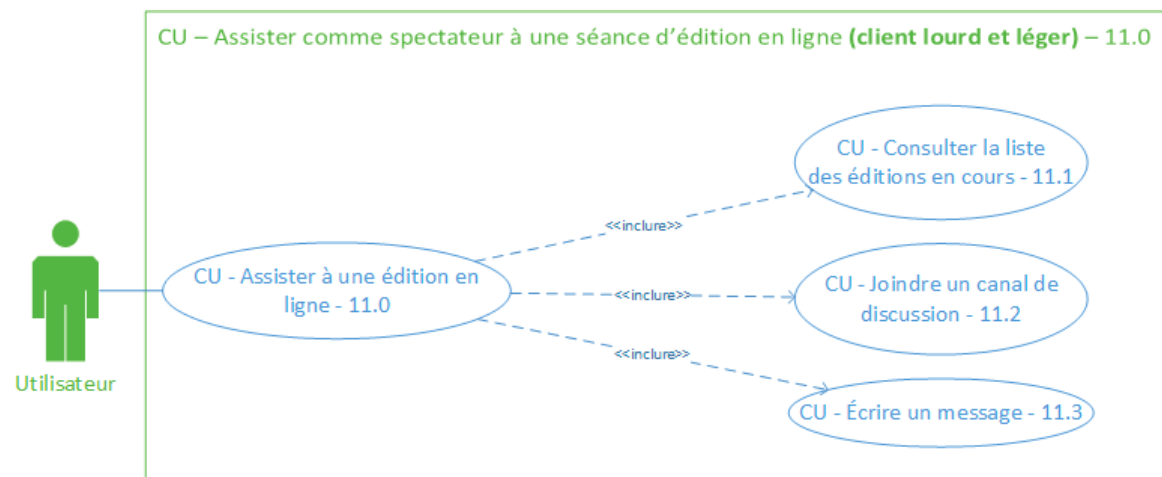 CU – Assister comme spectateur à une séance d'édition en ligne (client lourd et léger) – 11.0
CU - Consulter la liste
des éditions en cours - 11.1
<<inclure>>
CU - Assister à une édition en
ligne - 11.0
<<inclure>>
CU - Joindre un canal de
discussion - 11.2
<<inclure>>
Utilisateur
CU - Écrire un message - 11.3